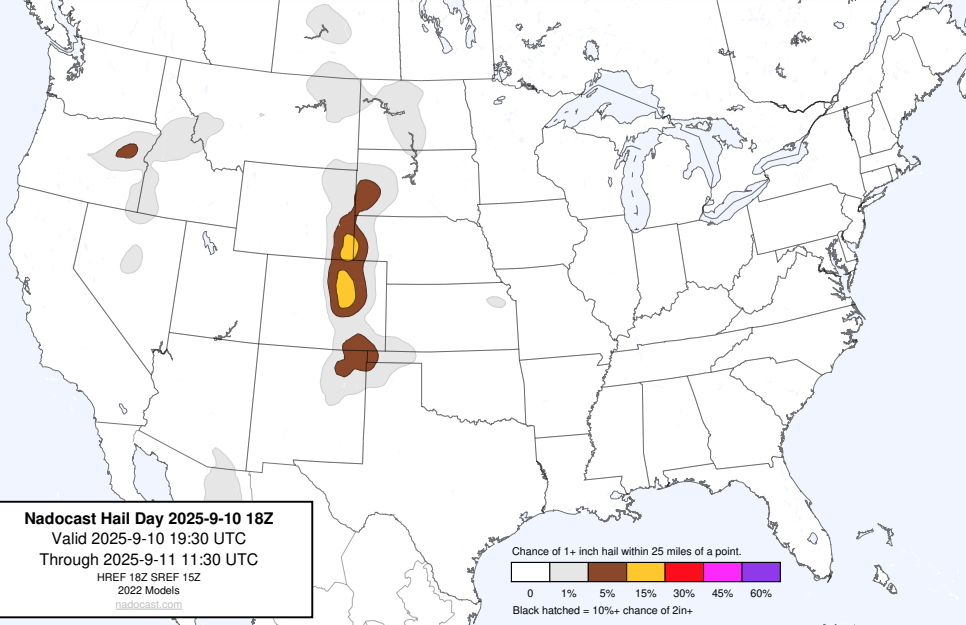 Nadocast Hail Day 2025-9-10 18Z
Valid 2025-9-10 19:30 UTC
Through 2025-9-11 11:30 UTC
HREF 18Z SREF 15Z
2022 Models
nadocast.com
Chance of 1+ inch hail within 25 miles of a point.
0 1% 5% 15% 30% 45% 60%
Black hatched = 10%+ chance of 2in+